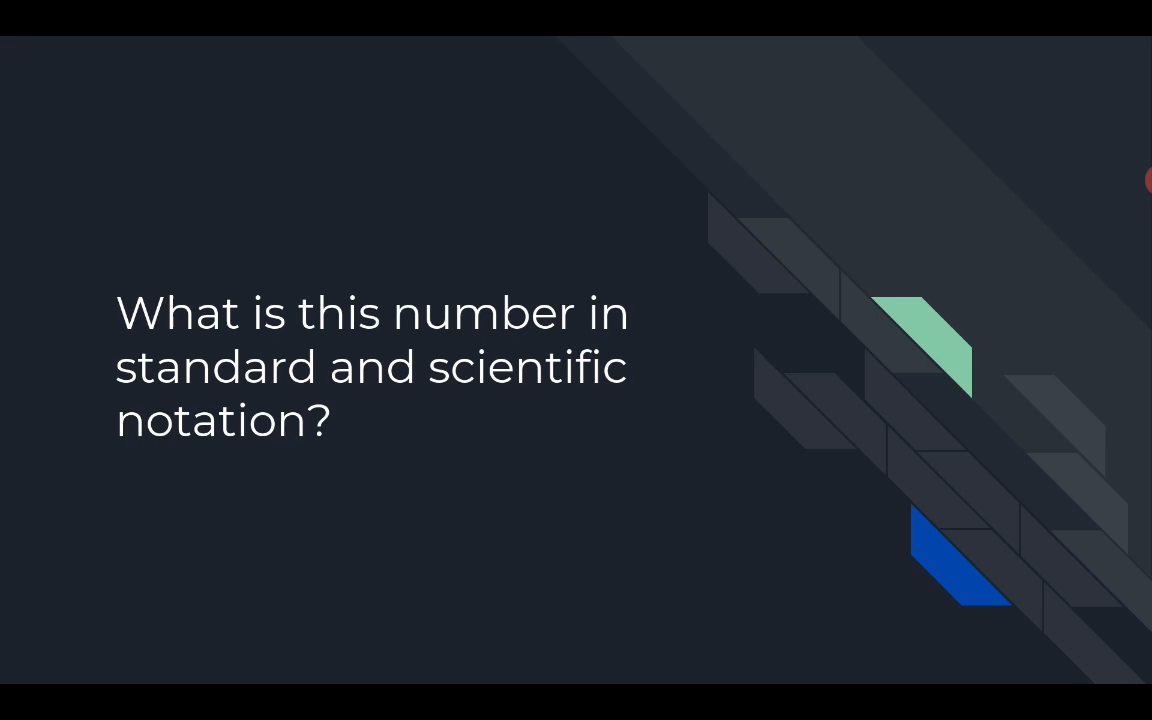 What is this number in
standard and scientific
notation?